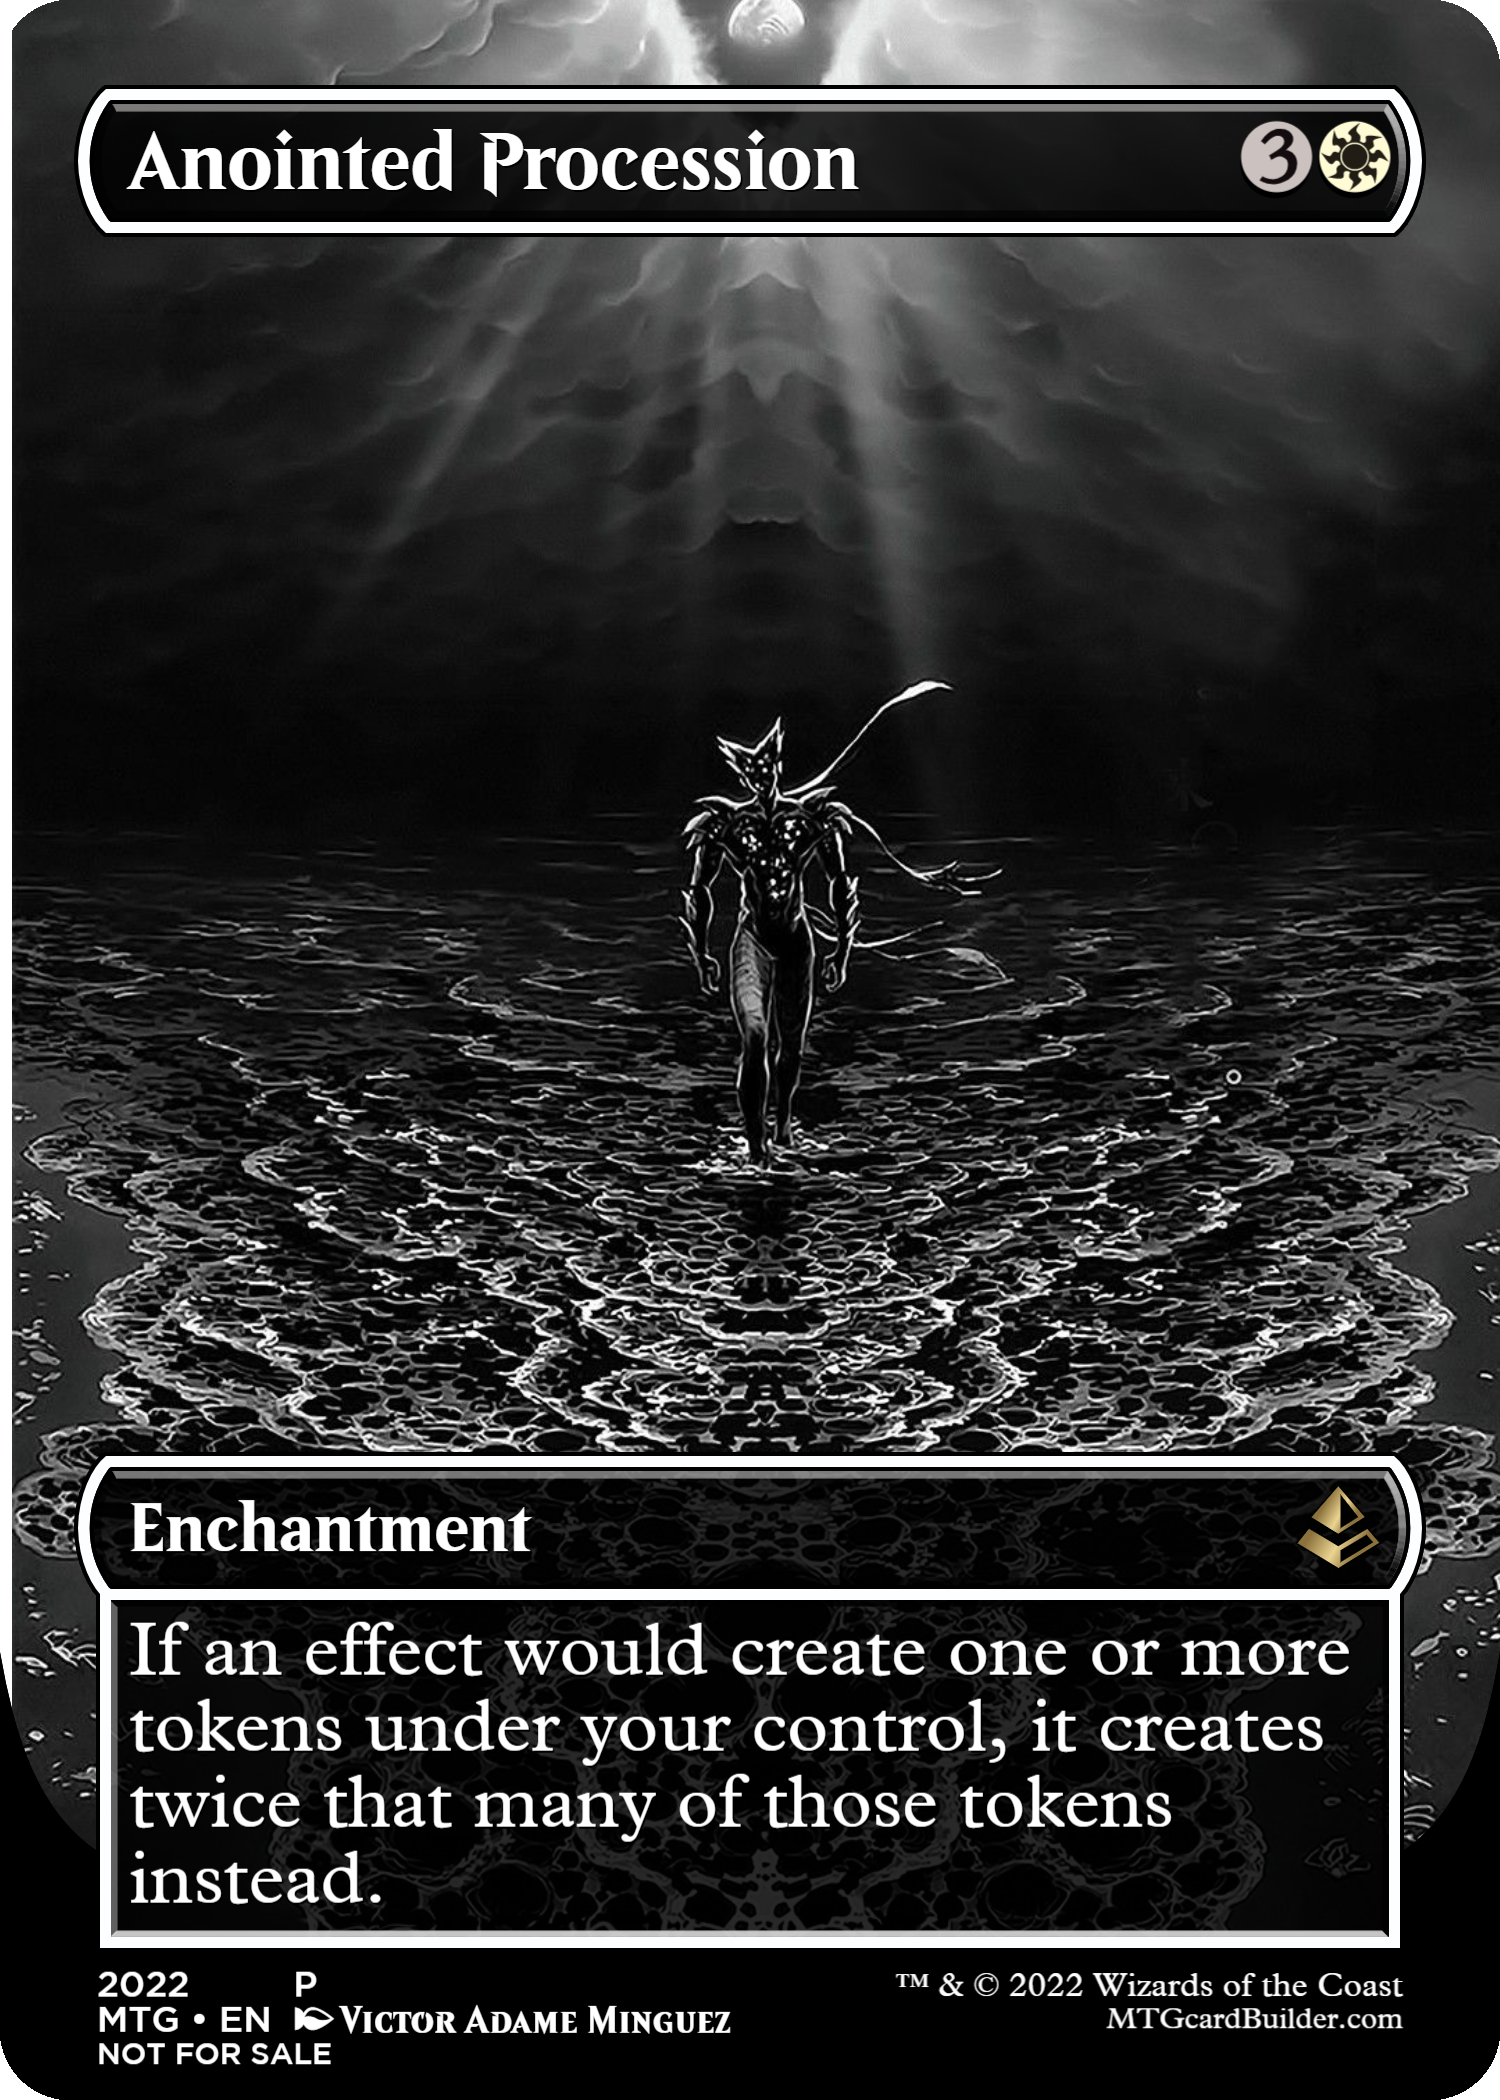 Anointed Procession 3
Enchantment
If an effect would create one or more
tokens under your control, it creates
twice that many of those tokens
instead.
2022 P
MTG • EN Victor Adame Minguez
NOT FOR SALE
™ & © 2022 Wizards of the Coast
MTGcardBuilder.com